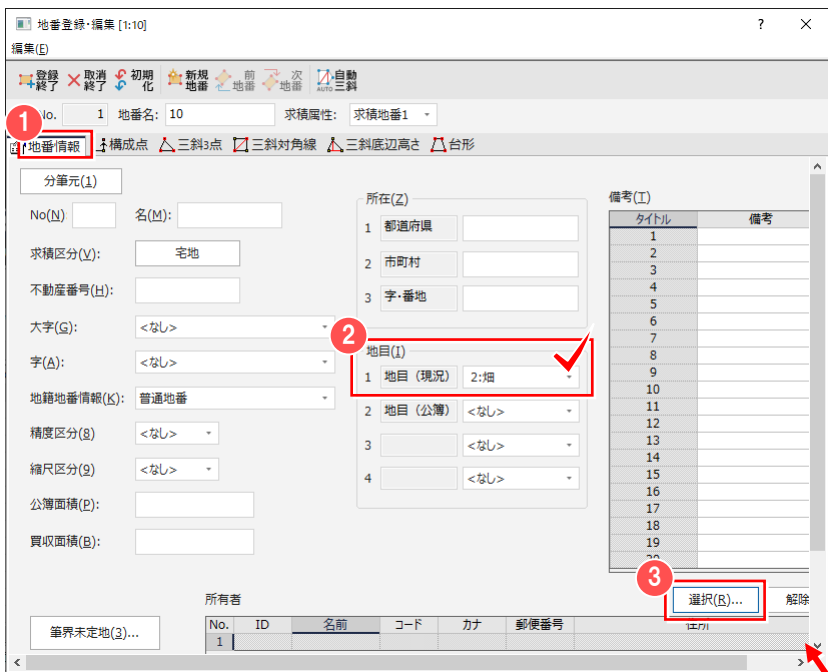 地番登録・編集 [1:10] ? ×
編集(E)
登録終了 取消終了 初期化 新規地番 前地番 次地番 AUTO 自動三斜
No. 1 地番名: 10 求積属性: 求積地番1
1
地番情報 構成点 三斜3点 三斜対角線 三斜底辺高さ 台形
分筆元(1)
No(N) 名(M):
求積区分(V): 宅地
不動産番号(H):
大字(G): <なし>
字(A): <なし>
地籍地番情報(K): 普通地番
精度区分(8) <なし>
縮尺区分(9) <なし>
公簿面積(P):
買収面積(B):
所在(Z)
1 都道府県
2 市町村
3 字・番地
2
地目(I)
1 地目（現況） 2:畑
2 地目（公簿） <なし>
3 <なし>
4 <なし>
備考(T)
タイトル 備考
1
2
3
4
5
6
7
8
9
10
11
12
13
14
15
16
17
18
19
20
3
選択(R)... 解除
筆界未定地(3)...
所有者
No. ID 名前 コード カナ 郵便番号 住所
1